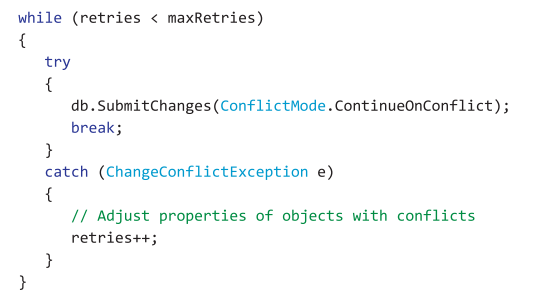 while (retries < maxRetries)
{
   try
   {
      db.SubmitChanges(ConflictMode.ContinueOnConflict);
      break;
   }
   catch (ChangeConflictException e)
   {
      // Adjust properties of objects with conflicts
      retries++;
   }
}